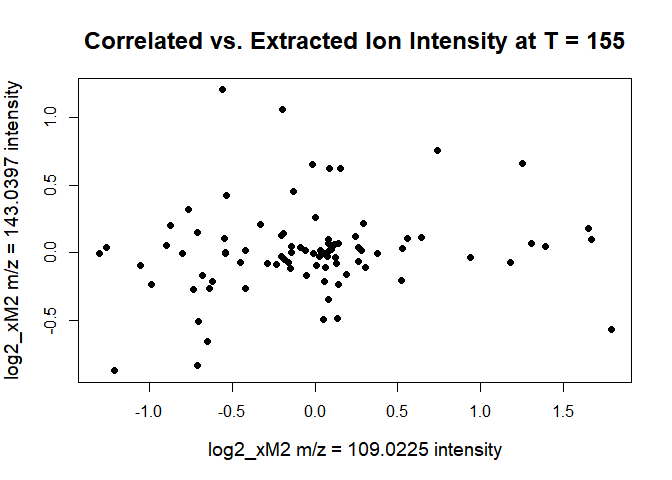 Correlated vs. Extracted Ion Intensity at T = 155
log2_xM2 m/z = 143.0397 intensity
1.0
0.5
0.0
-0.5
-1.0 -0.5 0.0 0.5 1.0 1.5
log2_xM2 m/z = 109.0225 intensity